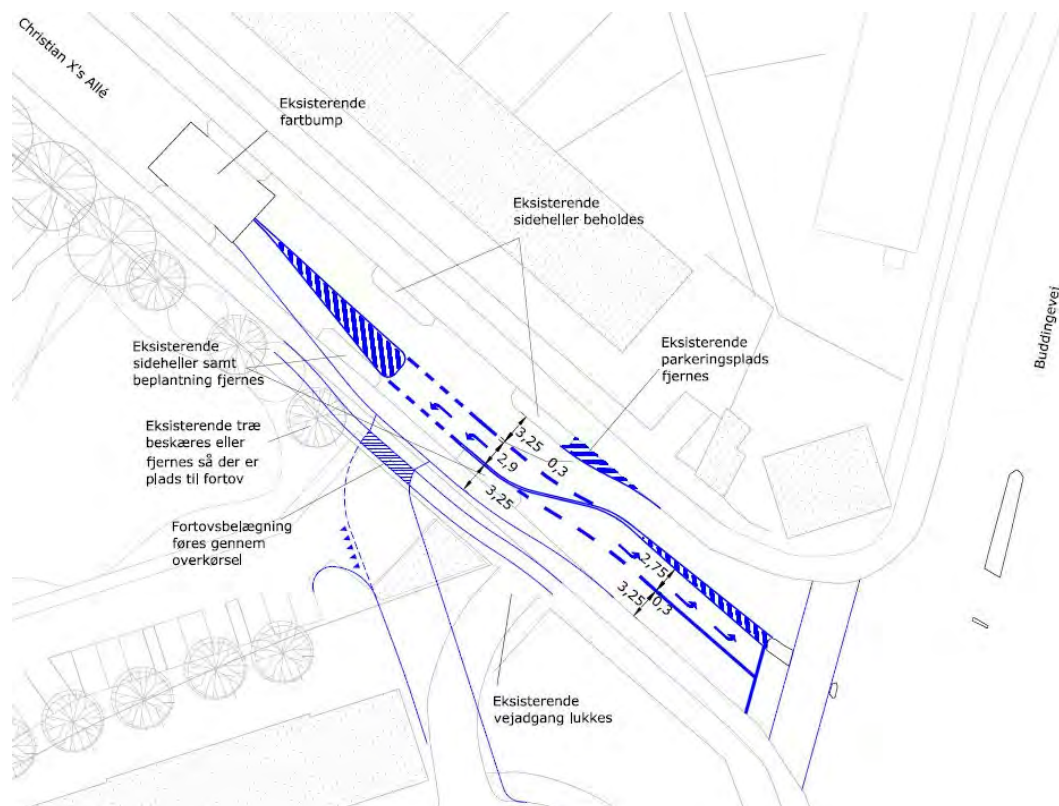 Christian X's Allé
Eksisterende
fartbump
Eksisterende
sideheller beholdes
Buddingevej
Eksisterende
sideheller samt
beplantning fjernes
Eksisterende
parkeringsplads
fjernes
Eksisterende træ
beskæres eller
fjernes så der er
plads til fortov
3,25
0,3
2,9
3,25
Fortovsbelægning
føres gennem
overkørsel
2,75
0,3
3,25
Eksisterende
vejadgang lukkes